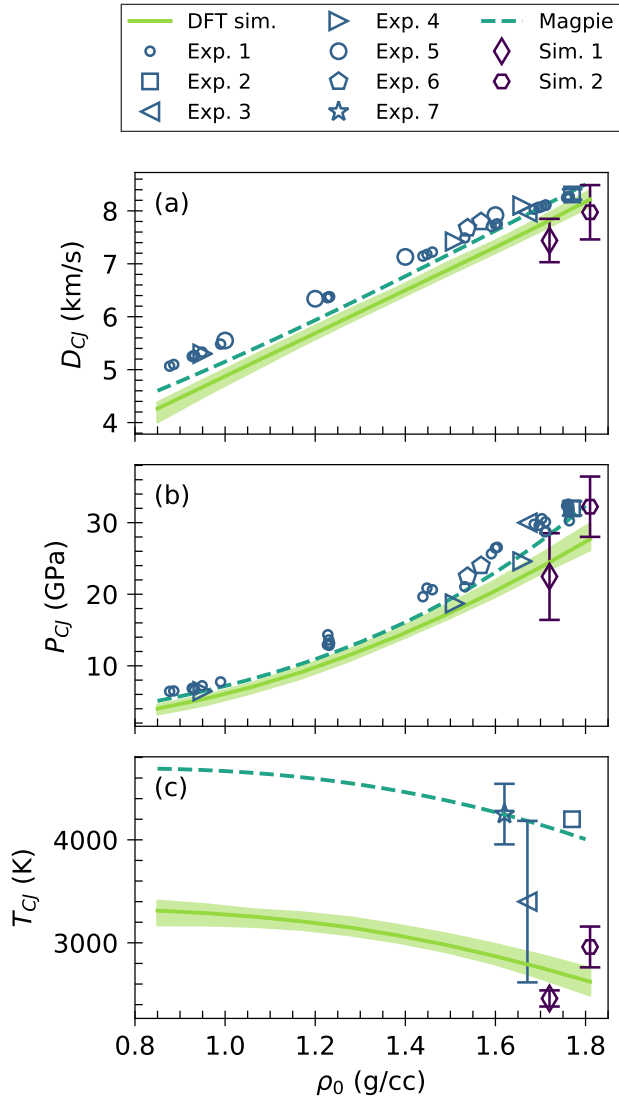 DFT sim. Exp. 4 Magpie
Exp. 1 Exp. 5 Sim. 1
Exp. 2 Exp. 6 Sim. 2
Exp. 3 Exp. 7
(a)
8
7
6
5
4
D_CJ (km/s)
(b)
30
20
10
P_CJ (GPa)
(c)
4000
3000
T_CJ (K)
0.8 1.0 1.2 1.4 1.6 1.8
ρ₀ (g/cc)